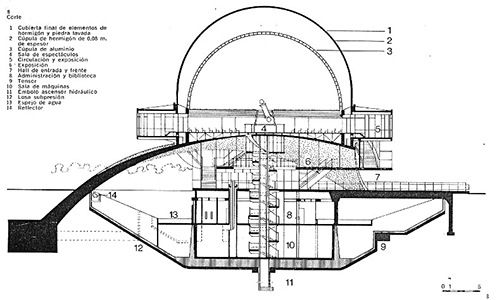 8
Corte
1 Cubierta final de elementos de
hormigón y piedra lavada
2 Cúpula de hormigón de 0,08 m.
de espesor
3 Cúpula de aluminio
4 Sala de espectáculos
5 Circulación y exposición
6 Exposición
7 Hall de entrada y frente
8 Administración y biblioteca
9 Tensor
10 Sala de máquinas
11 Embolo ascensor hidráulico
12 Losa subpresión
13 Espejo de agua
14 Reflector
1
2
3
4
5
6
7
14
13
8
12
10
9
11
0 1 5
8